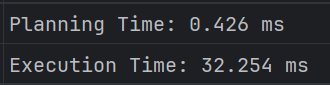 Planning Time: 0.426 ms
Execution Time: 32.254 ms